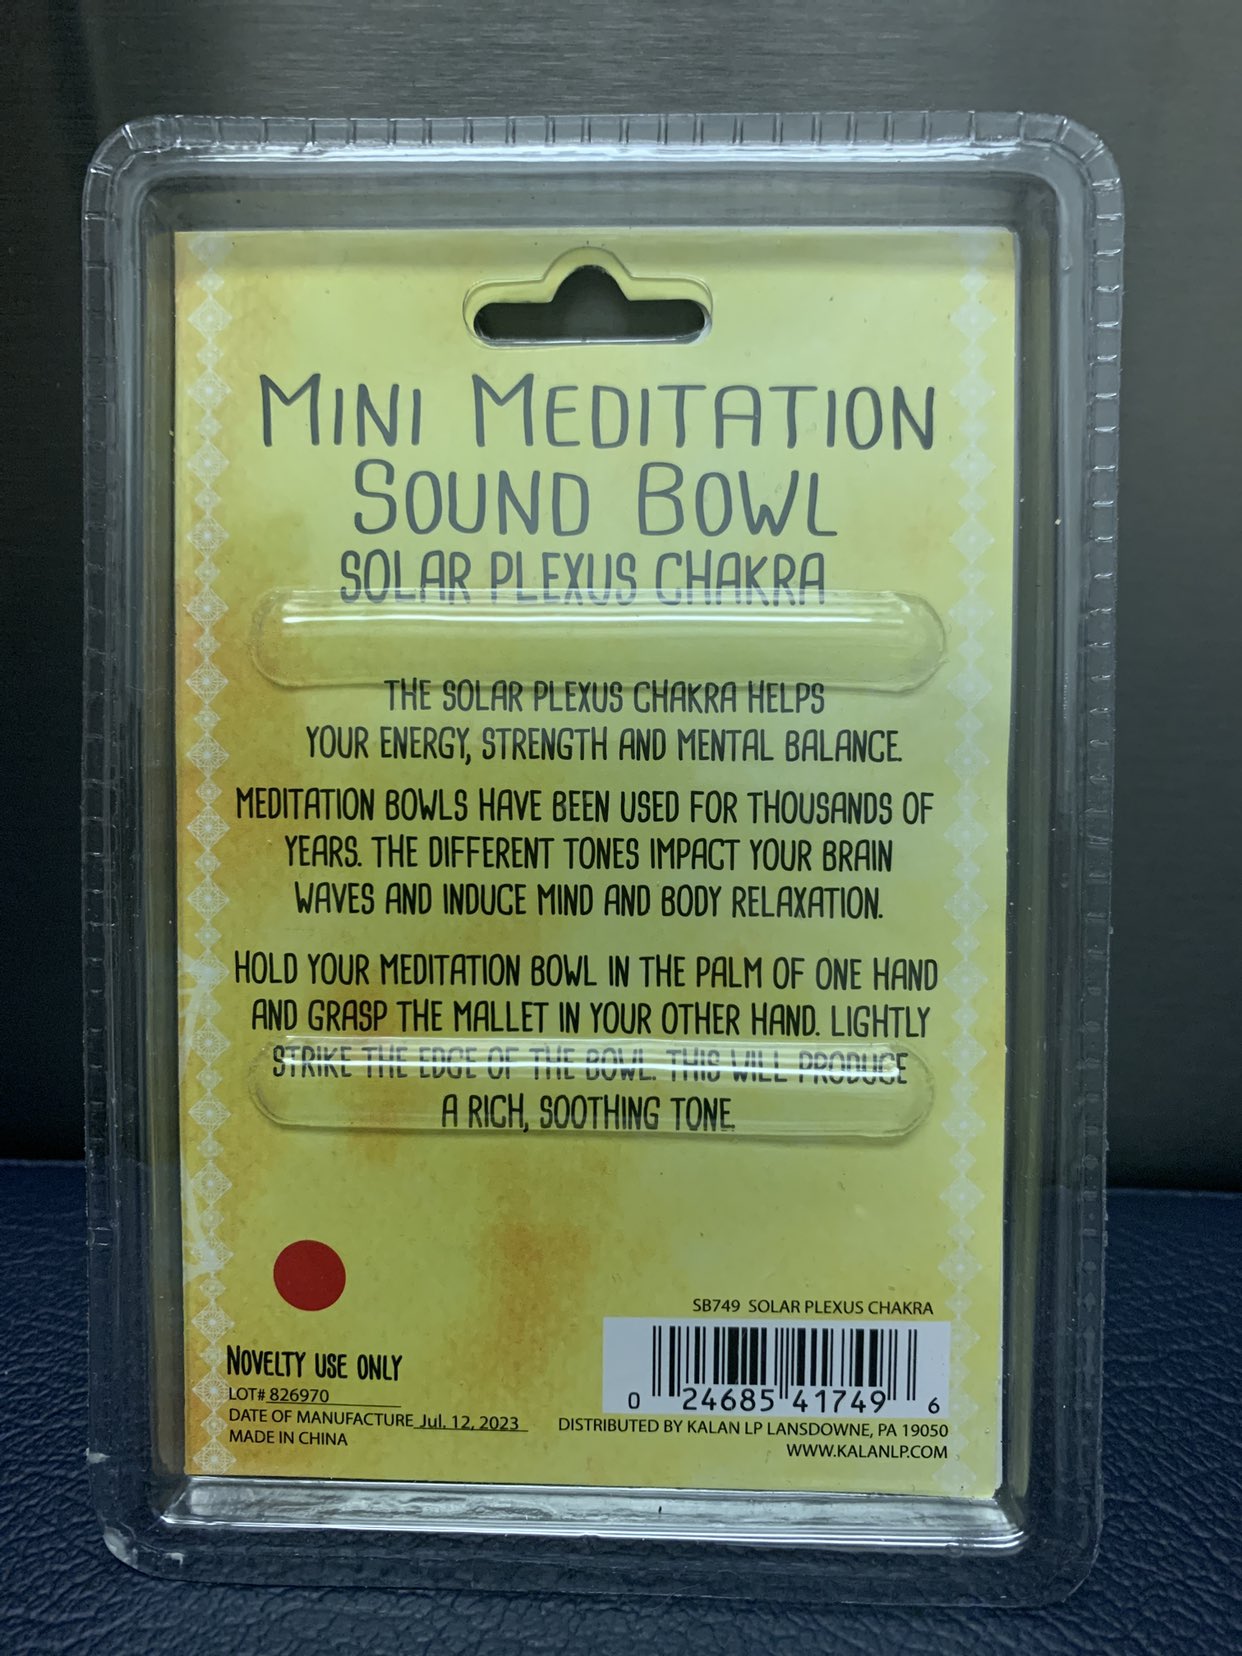 MINI MEDITATION
SOUND BOWL
SOLAR PLEXUS CHAKRA
THE SOLAR PLEXUS CHAKRA HELPS
YOUR ENERGY, STRENGTH AND MENTAL BALANCE.
MEDITATION BOWLS HAVE BEEN USED FOR THOUSANDS OF
YEARS. THE DIFFERENT TONES IMPACT YOUR BRAIN
WAVES AND INDUCE MIND AND BODY RELAXATION.
HOLD YOUR MEDITATION BOWL IN THE PALM OF ONE HAND
AND GRASP THE MALLET IN YOUR OTHER HAND. LIGHTLY
STRIKE THE EDGE OF THE BOWL. THIS WILL PRODUCE
A RICH, SOOTHING TONE.
SB749 SOLAR PLEXUS CHAKRA
0 24685 41749 6
NOVELTY USE ONLY
LOT# 826970
DATE OF MANUFACTURE Jul. 12, 2023
MADE IN CHINA
DISTRIBUTED BY KALAN LP LANSDOWNE, PA 19050
WWW.KALANLP.COM